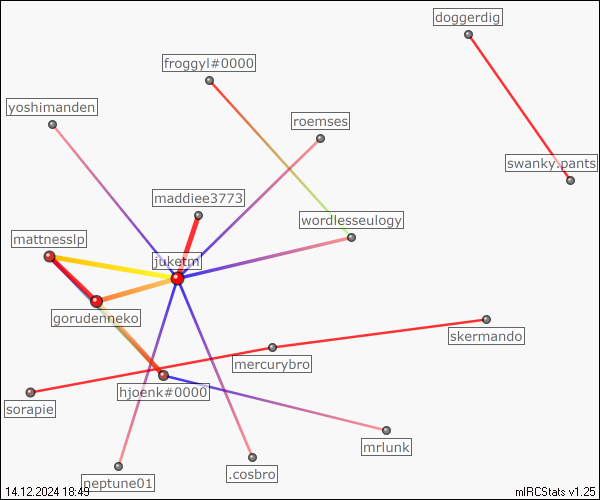 doggerdig
froggyl#0000
yoshimanden
roemses
swanky.pants
maddiee3773
wordlesseulogy
mattnesslp
juketm
gorudenneko
skermando
mercurybro
hjoenk#0000
sorapie
mrlunk
.cosbro
neptune01
14.12.2024 18:49
mIRCStats v1.25